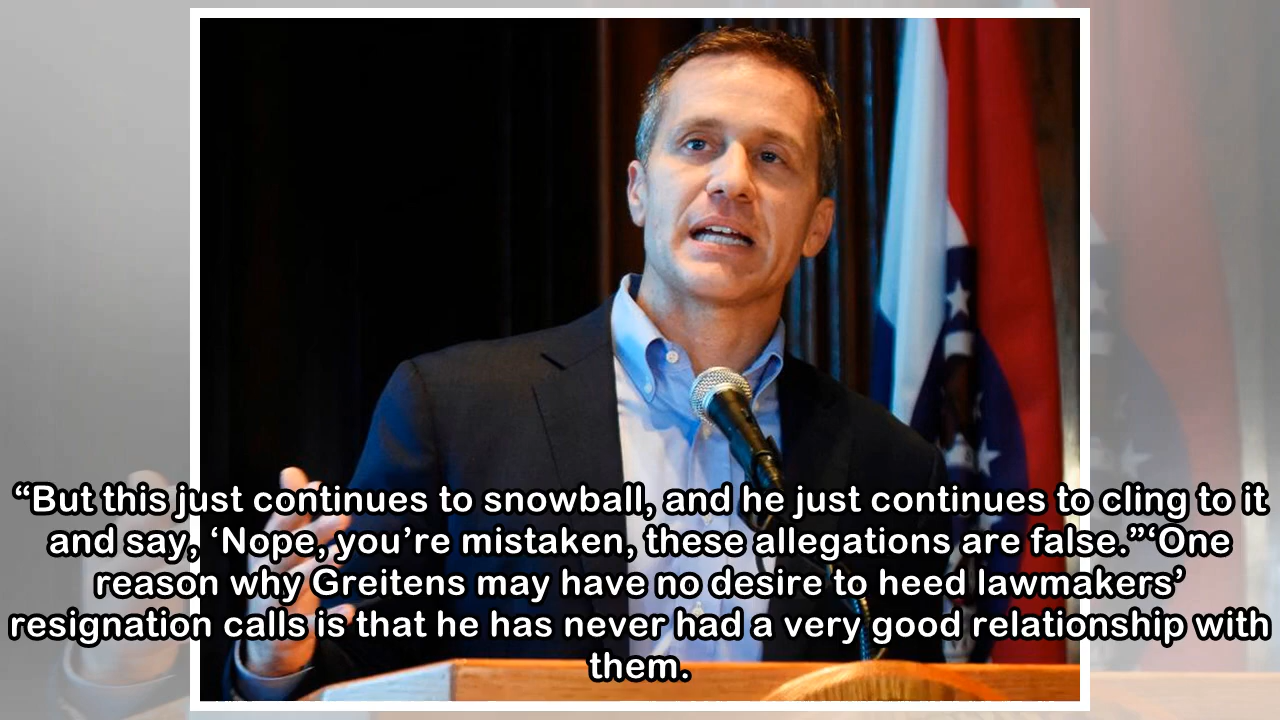 “But this just continues to snowball, and he just continues to cling to it
and say, ‘Nope, you’re mistaken, these allegations are false.”‘One
reason why Greitens may have no desire to heed lawmakers’
resignation calls is that he has never had a very good relationship with
them.